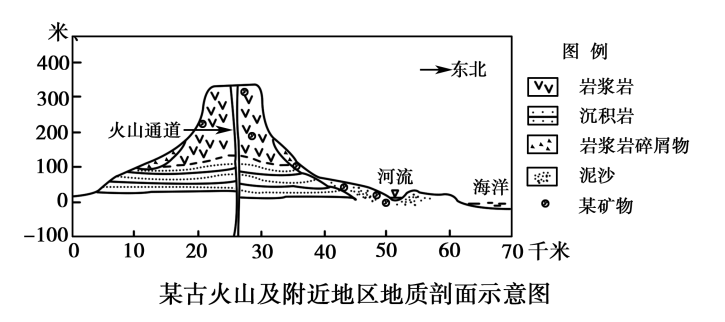 米
400
300
200
100
0
−100
→东北
火山通道
河流
海洋
0 10 20 30 40 50 60 70 千米
图 例
岩浆岩
沉积岩
岩浆岩碎屑物
泥沙
某矿物
某古火山及附近地区地质剖面示意图